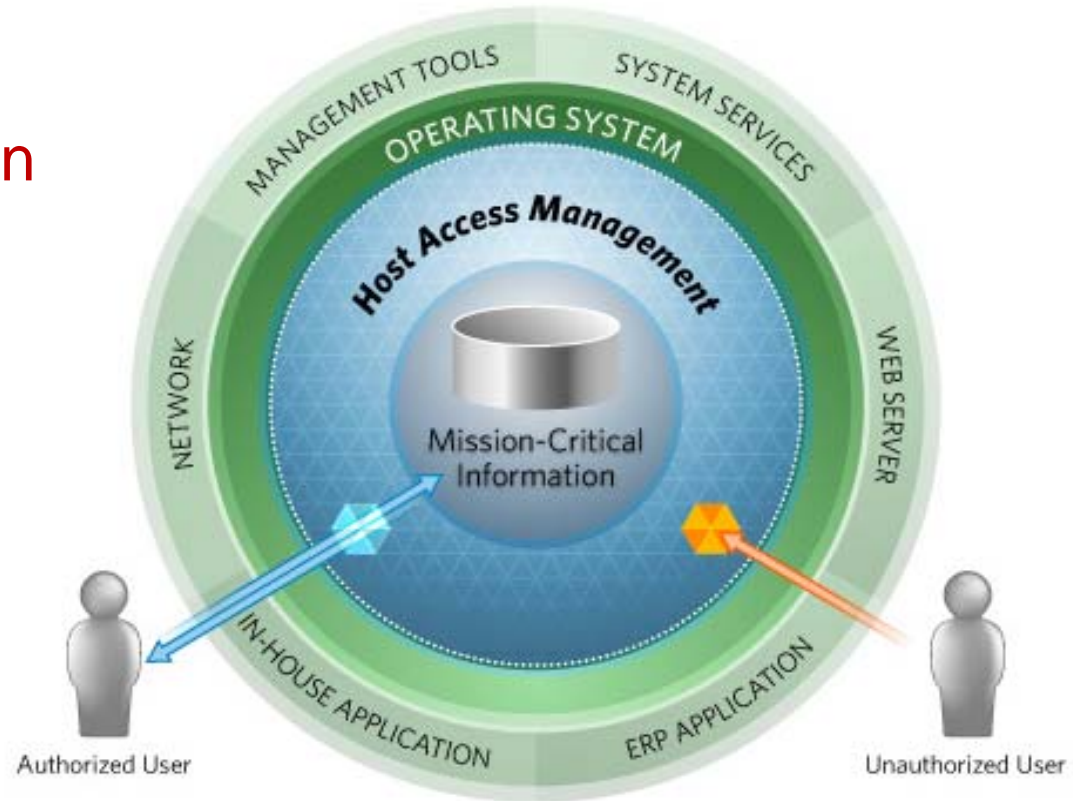 n
MANAGEMENT TOOLS
SYSTEM SERVICES
OPERATING SYSTEM
Host Access Management
NETWORK
WEB SERVER
Mission-Critical
Information
IN-HOUSE APPLICATION
ERP APPLICATION
Authorized User
Unauthorized User